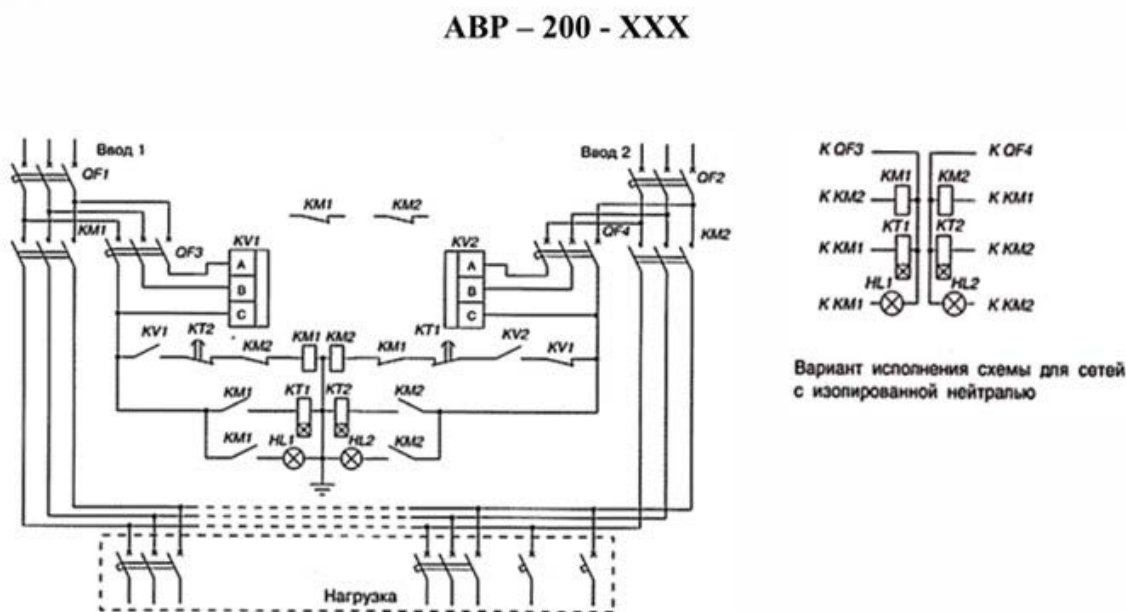 АВР – 200 - XXX
Ввод 1
QF1
Ввод 2
QF2
KM1
KM2
KM1
QF3
KV1
KV2
QF4
KM2
A
B
C
A
B
C
KV1
KT2
KM2
KM1
KM2
KM1
KT1
KV2
KV1
KM1
KT1
KT2
KM2
KM1
HL1
HL2
KM2
Нагрузка
К QF3
К QF4
KM1
KM2
К KM2
К KM1
KT1
KT2
К KM1
К KM2
HL1
HL2
К KM1
К KM2
Вариант исполнения схемы для сетей
с изолированной нейтралью